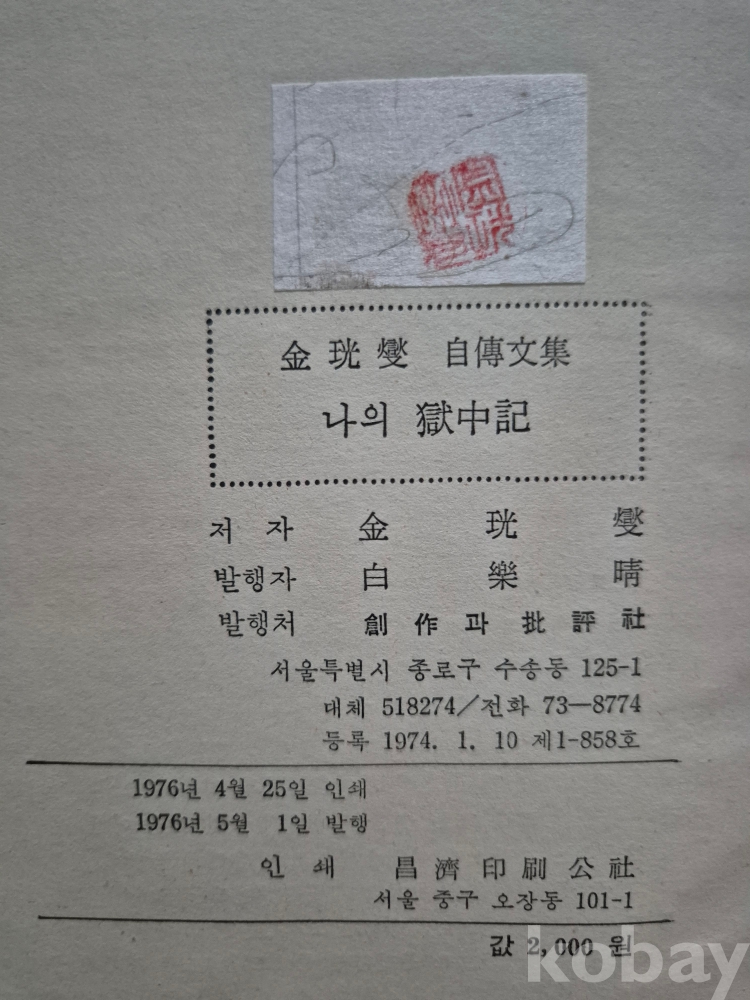 金珖燮 自傳文集
나의 獄中記
저자 金珖燮
발행자 白樂晴
발행처 創作과批評社
서울특별시 종로구 수송동 125-1
대체 518274/전화 73—8774
등록 1974. 1. 10 제1-858호
1976년 4월 25일 인쇄
1976년 5월 1일 발행
인쇄 昌濟印刷公社
서울 중구 오장동 101-1
값 2,000 원
kobay